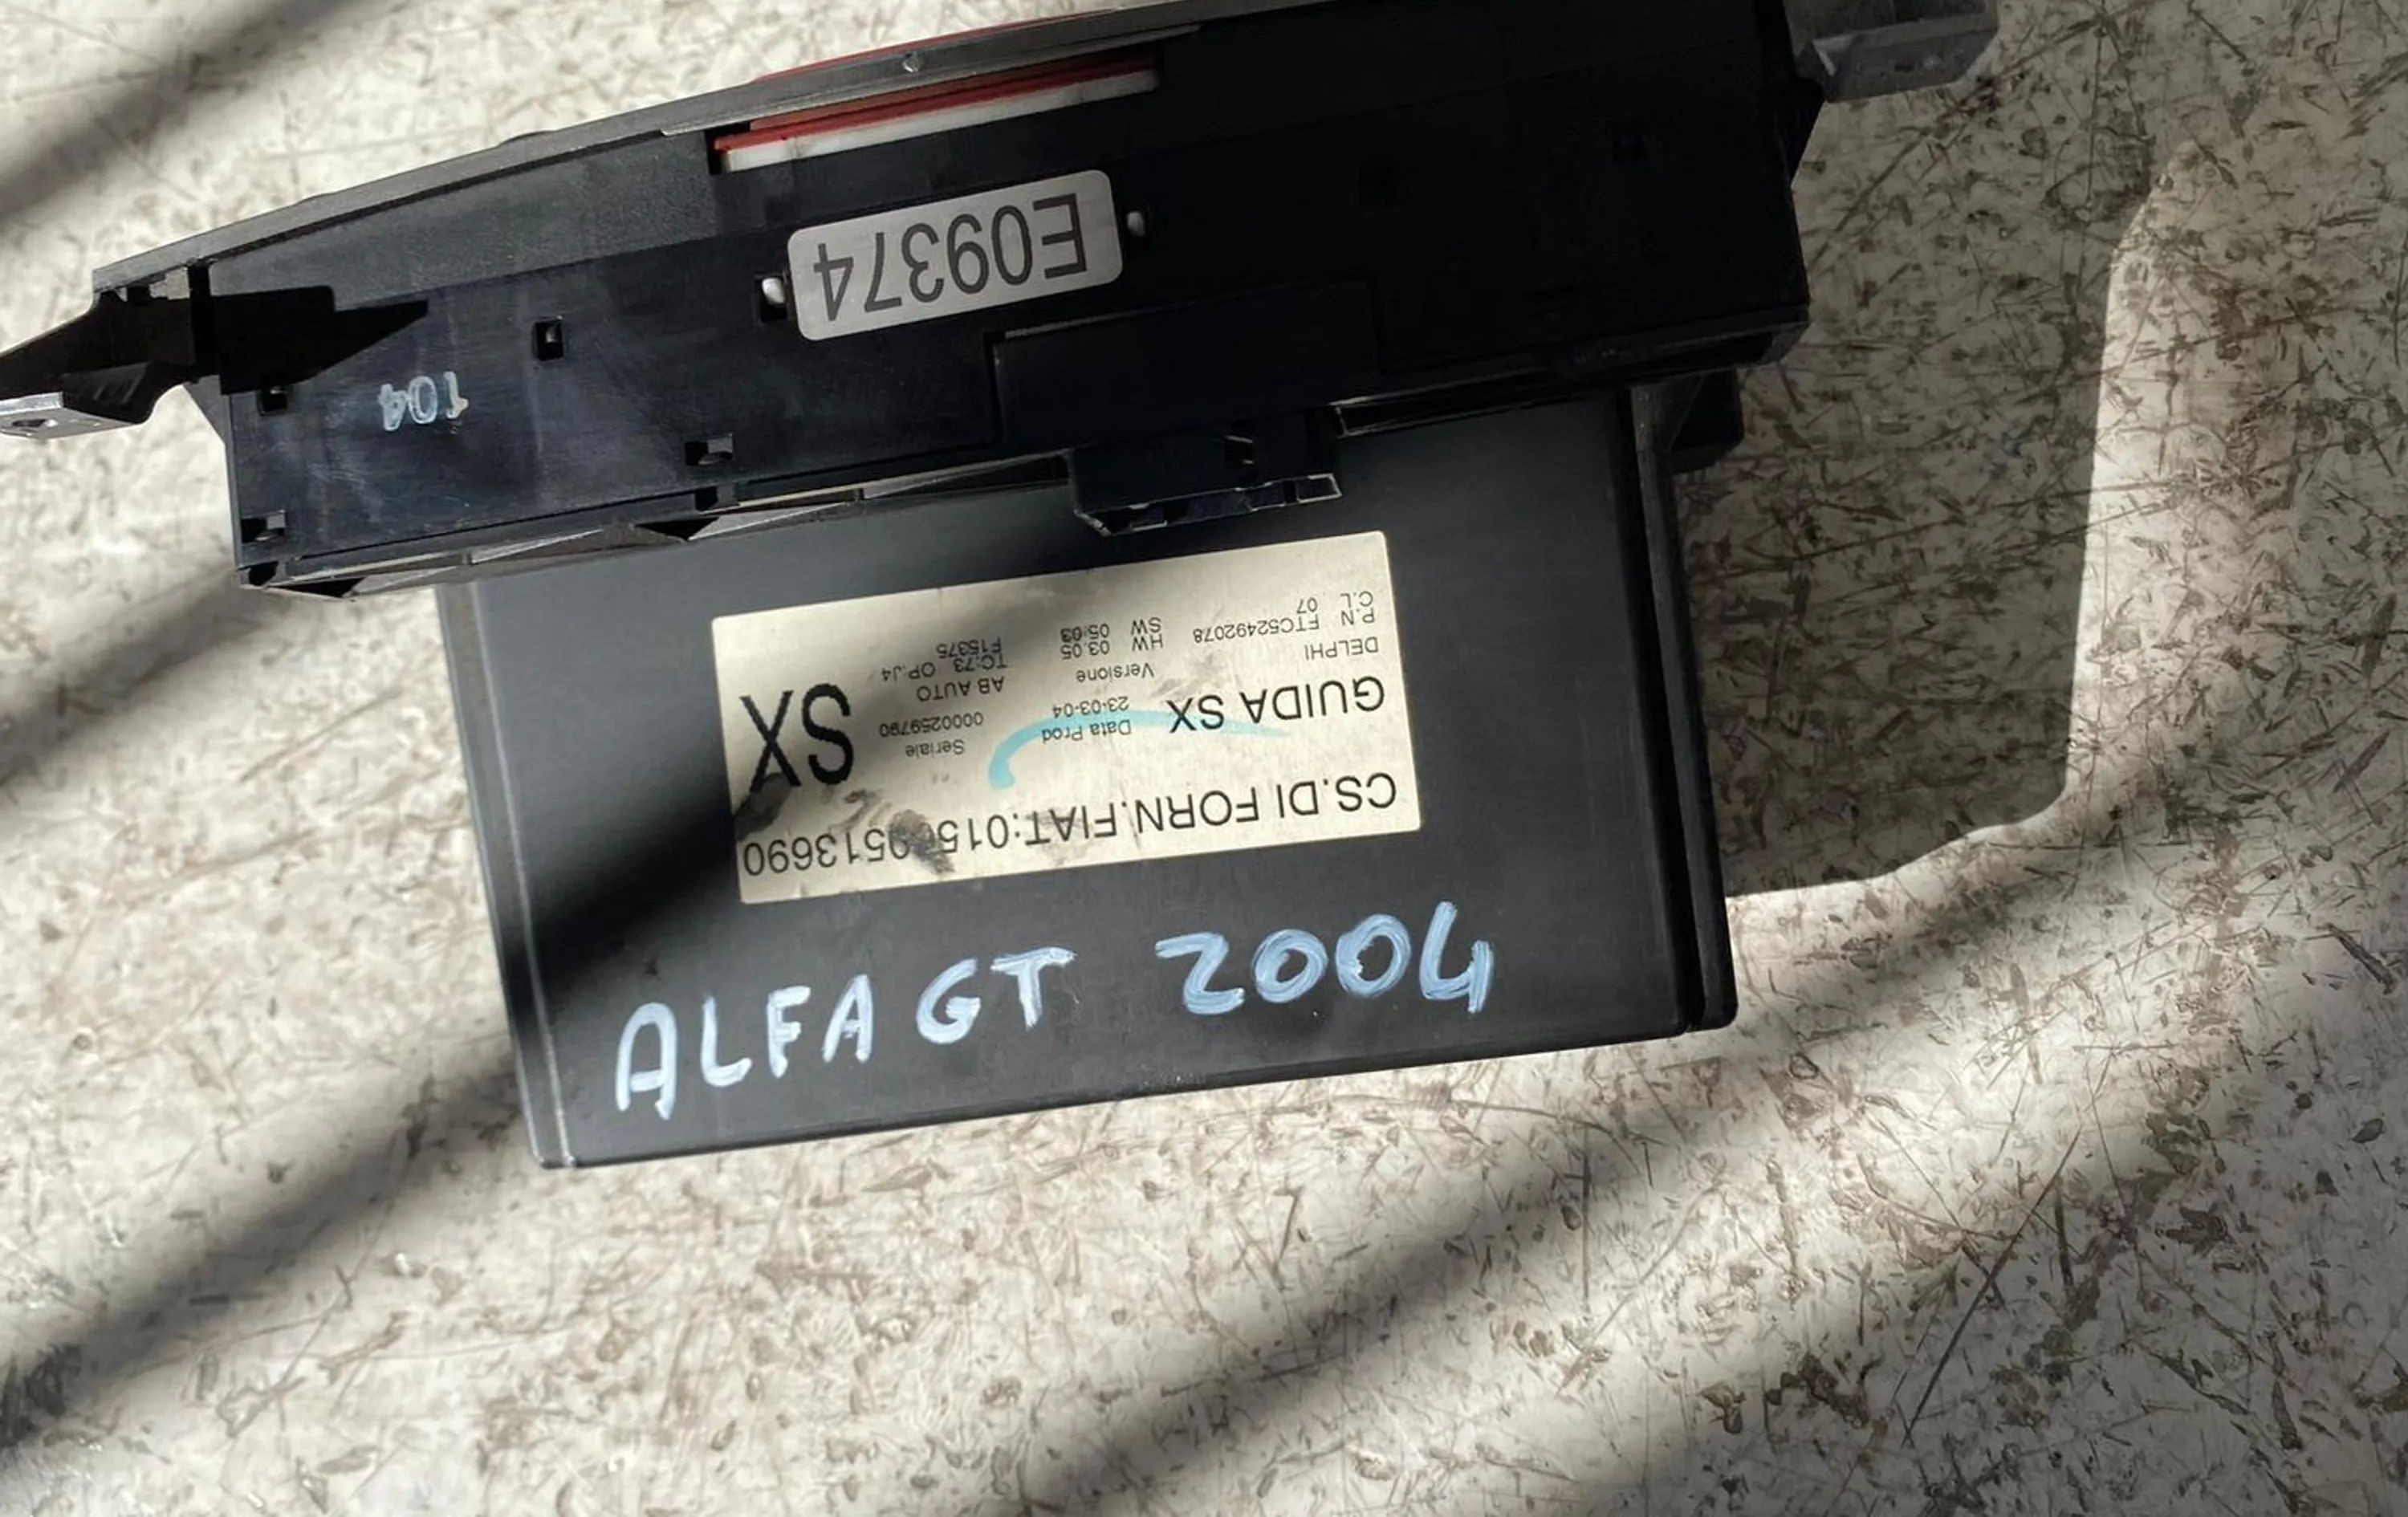 E09374
104
CS.DI FORN.FIAT:
GUIDA SX
Data Prod
23-03-04
Seriale
0000259790
SX
DELPHI
P.N FTC52492078
C.L 07
Versione
HW 03.05
SW 05:03
AB AUTO
TC:73 OP.J4
F15375
ALFA GT 2004